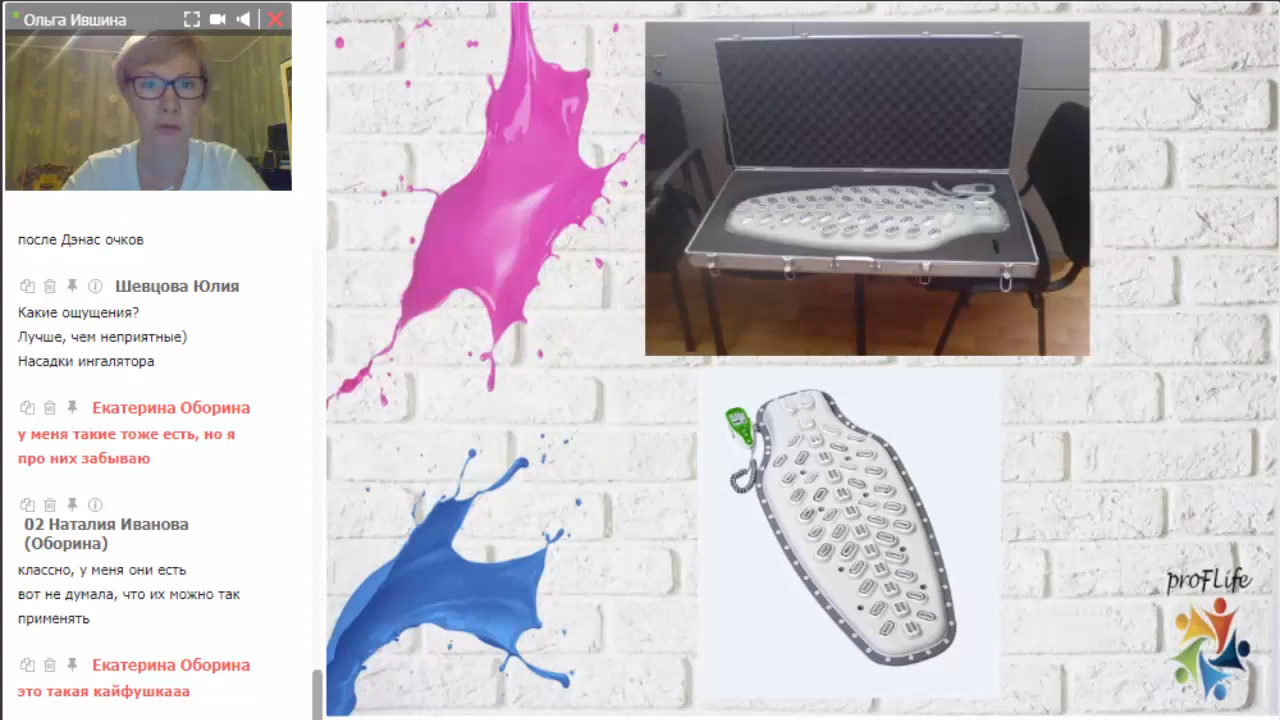 Ольга Ившина
после Дэнас очков
Шевцова Юлия
Какие ощущения?
Лучше, чем неприятные)
Насадки ингалятора
Екатерина Оборина
у меня такие тоже есть, но я
про них забываю
02 Наталия Иванова
(Оборина)
классно, у меня они есть
вот не думала, что их можно так
применять
Екатерина Оборина
это такая кайфушкааа
proFLife